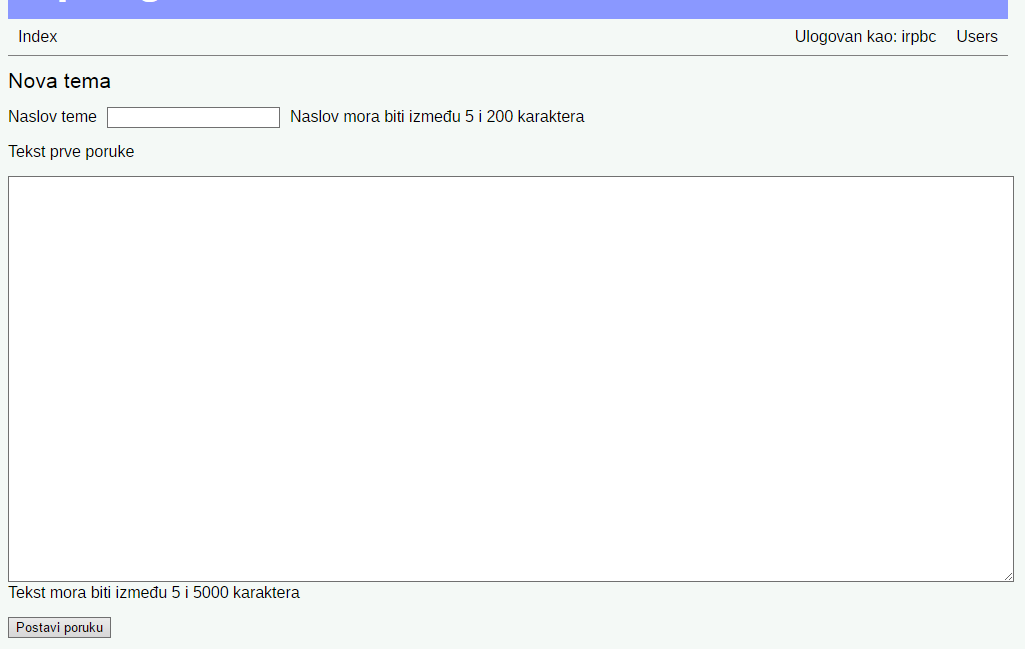 Index Ulogovan kao: irpbc Users
Nova tema
Naslov teme Naslov mora biti između 5 i 200 karaktera
Tekst prve poruke
Tekst mora biti između 5 i 5000 karaktera
Postavi poruku